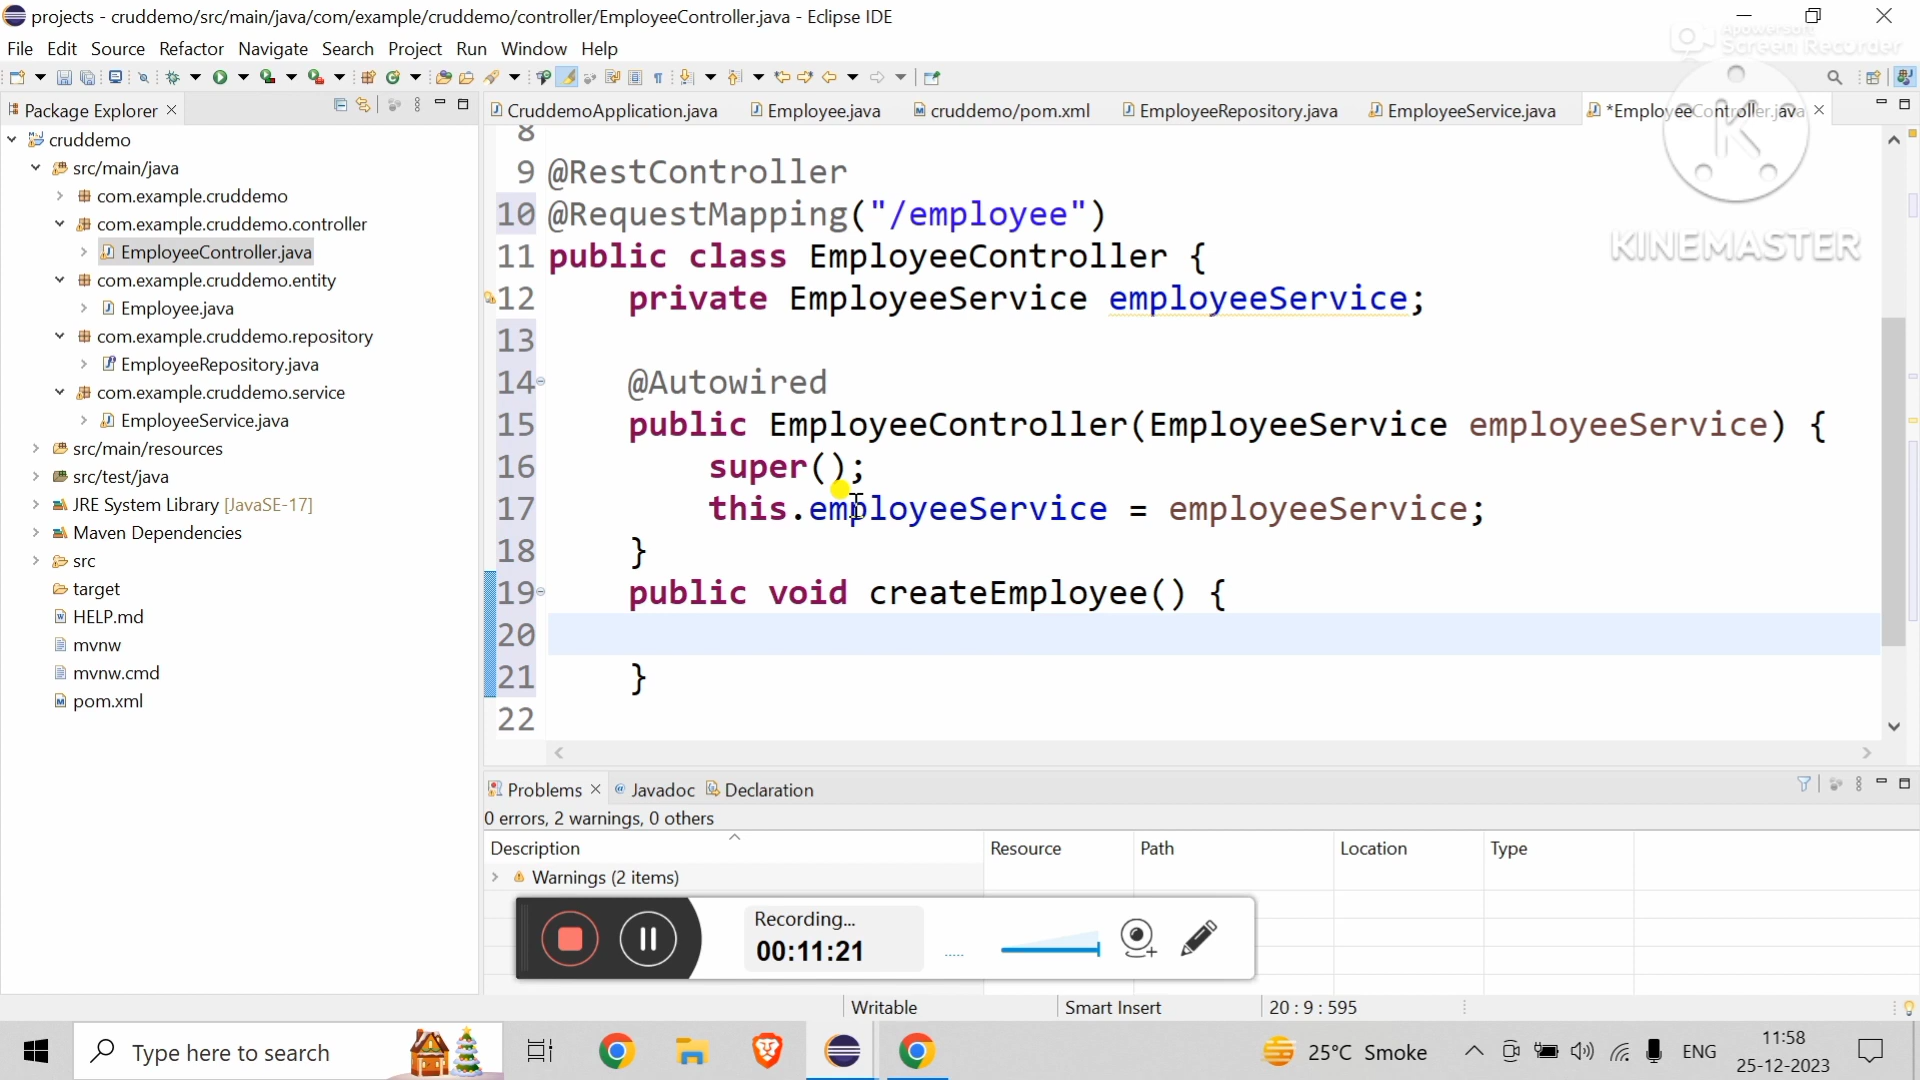 projects - cruddemo/src/main/java/com/example/cruddemo/controller/EmployeeController.java - Eclipse IDE
File Edit Source Refactor Navigate Search Project Run Window Help
Apowersoft
Screen Recorder
Package Explorer
CruddemoApplication.java
Employee.java
cruddemo/pom.xml
EmployeeRepository.java
EmployeeService.java
*EmployeeController.java
K
KINEMASTER
cruddemo
src/main/java
com.example.cruddemo
com.example.cruddemo.controller
EmployeeController.java
com.example.cruddemo.entity
Employee.java
com.example.cruddemo.repository
EmployeeRepository.java
com.example.cruddemo.service
EmployeeService.java
src/main/resources
src/test/java
JRE System Library [JavaSE-17]
Maven Dependencies
src
target
HELP.md
mvnw
mvnw.cmd
pom.xml
8
9 @RestController
10 @RequestMapping("/employee")
11 public class EmployeeController {
12 private EmployeeService employeeService;
13
14 @Autowired
15 public EmployeeController(EmployeeService employeeService) {
16 super();
17 this.employeeService = employeeService;
18 }
19 public void createEmployee() {
20
21 }
22
Problems
@ Javadoc
Declaration
0 errors, 2 warnings, 0 others
Description Resource Path Location Type
Warnings (2 items)
Recording...
00:11:21
Writable
Smart Insert
20 : 9 : 595
Type here to search
25°C Smoke
ENG
11:58
25-12-2023